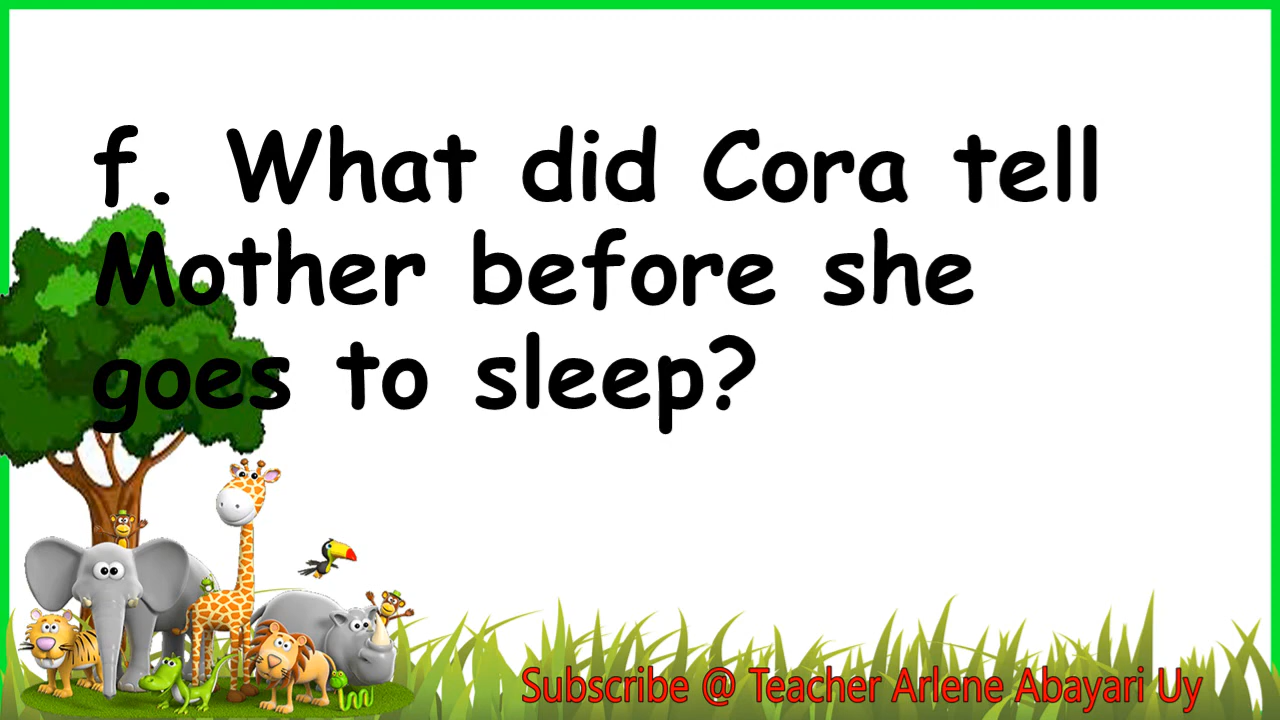 f. What did Cora tell
Mother before she
goes to sleep?
Subscribe @ Teacher Arlene Abayari Uy